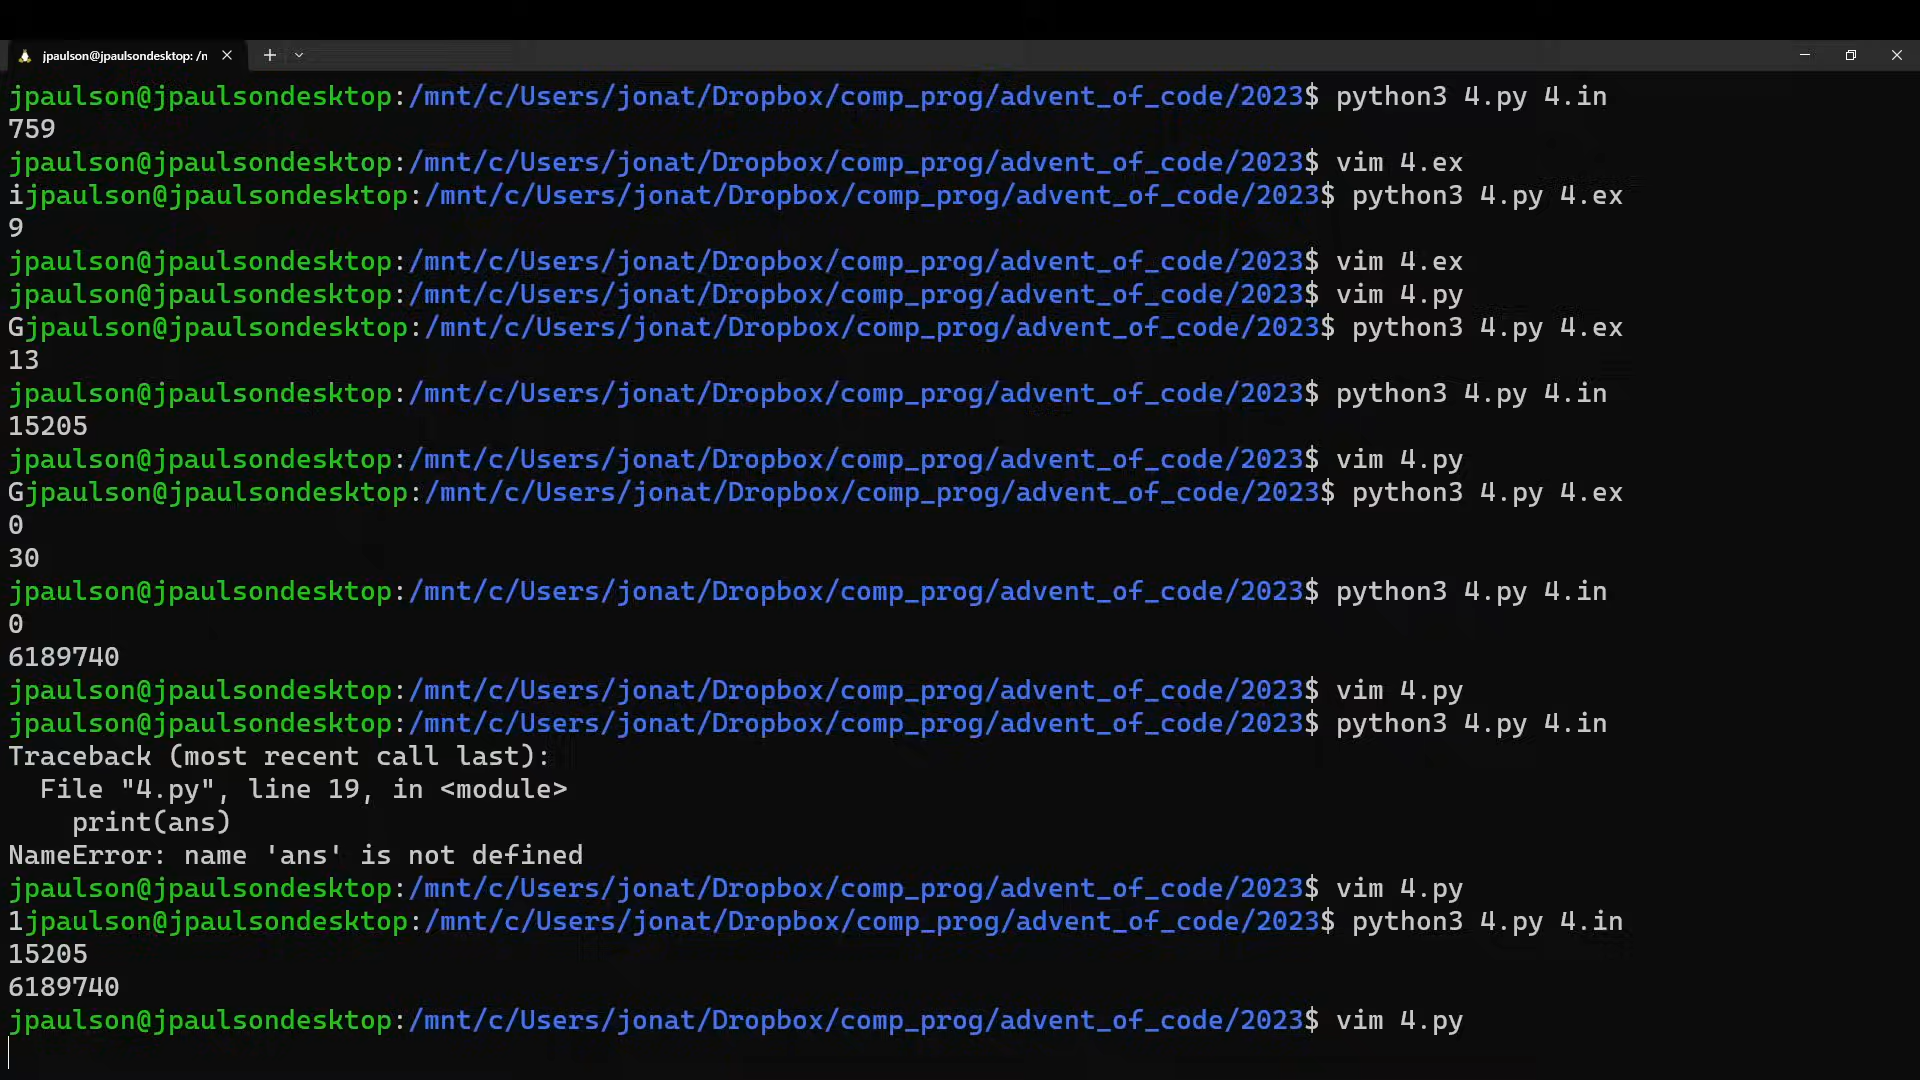 jpaulson@jpaulsondesktop: /n
jpaulson@jpaulsondesktop:/mnt/c/Users/jonat/Dropbox/comp_prog/advent_of_code/2023$ python3 4.py 4.in
759
jpaulson@jpaulsondesktop:/mnt/c/Users/jonat/Dropbox/comp_prog/advent_of_code/2023$ vim 4.ex
ijpaulson@jpaulsondesktop:/mnt/c/Users/jonat/Dropbox/comp_prog/advent_of_code/2023$ python3 4.py 4.ex
9
jpaulson@jpaulsondesktop:/mnt/c/Users/jonat/Dropbox/comp_prog/advent_of_code/2023$ vim 4.ex
jpaulson@jpaulsondesktop:/mnt/c/Users/jonat/Dropbox/comp_prog/advent_of_code/2023$ vim 4.py
Gjpaulson@jpaulsondesktop:/mnt/c/Users/jonat/Dropbox/comp_prog/advent_of_code/2023$ python3 4.py 4.ex
13
jpaulson@jpaulsondesktop:/mnt/c/Users/jonat/Dropbox/comp_prog/advent_of_code/2023$ python3 4.py 4.in
15205
jpaulson@jpaulsondesktop:/mnt/c/Users/jonat/Dropbox/comp_prog/advent_of_code/2023$ vim 4.py
Gjpaulson@jpaulsondesktop:/mnt/c/Users/jonat/Dropbox/comp_prog/advent_of_code/2023$ python3 4.py 4.ex
0
30
jpaulson@jpaulsondesktop:/mnt/c/Users/jonat/Dropbox/comp_prog/advent_of_code/2023$ python3 4.py 4.in
0
6189740
jpaulson@jpaulsondesktop:/mnt/c/Users/jonat/Dropbox/comp_prog/advent_of_code/2023$ vim 4.py
jpaulson@jpaulsondesktop:/mnt/c/Users/jonat/Dropbox/comp_prog/advent_of_code/2023$ python3 4.py 4.in
Traceback (most recent call last):
  File "4.py", line 19, in <module>
    print(ans)
NameError: name 'ans' is not defined
jpaulson@jpaulsondesktop:/mnt/c/Users/jonat/Dropbox/comp_prog/advent_of_code/2023$ vim 4.py
1jpaulson@jpaulsondesktop:/mnt/c/Users/jonat/Dropbox/comp_prog/advent_of_code/2023$ python3 4.py 4.in
15205
6189740
jpaulson@jpaulsondesktop:/mnt/c/Users/jonat/Dropbox/comp_prog/advent_of_code/2023$ vim 4.py